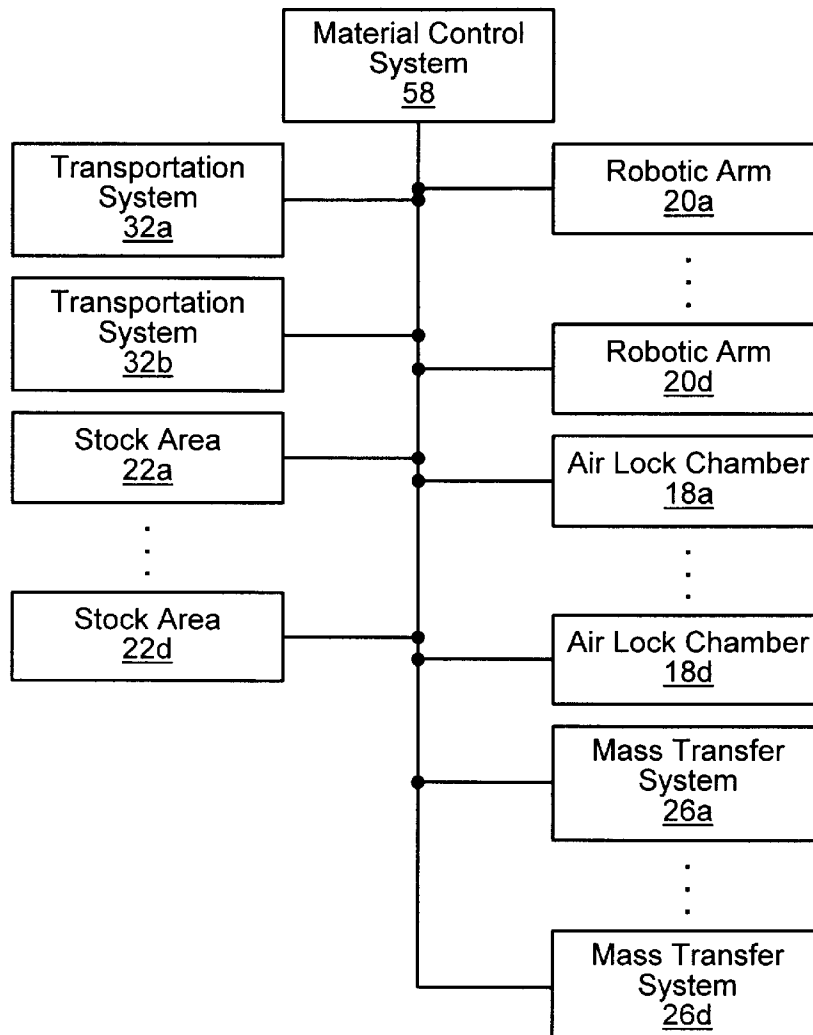 Material Control
System
58
Transportation
System
32a
Transportation
System
32b
Stock Area
22a
Stock Area
22d
Robotic Arm
20a
Robotic Arm
20d
Air Lock Chamber
18a
Air Lock Chamber
18d
Mass Transfer
System
26a
Mass Transfer
System
26d